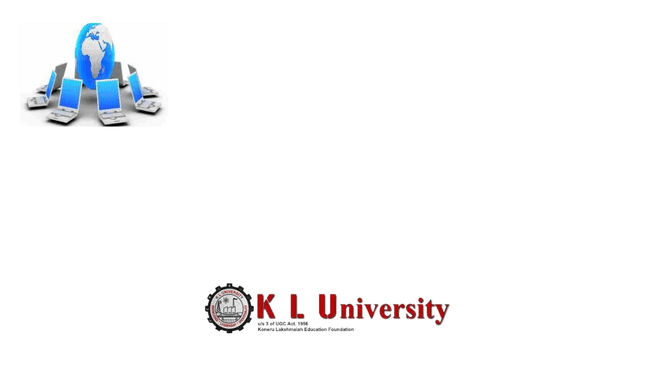 K L University
u/s 3 of UGC Act. 1956
Koneru Lakshmaiah Education Foundation